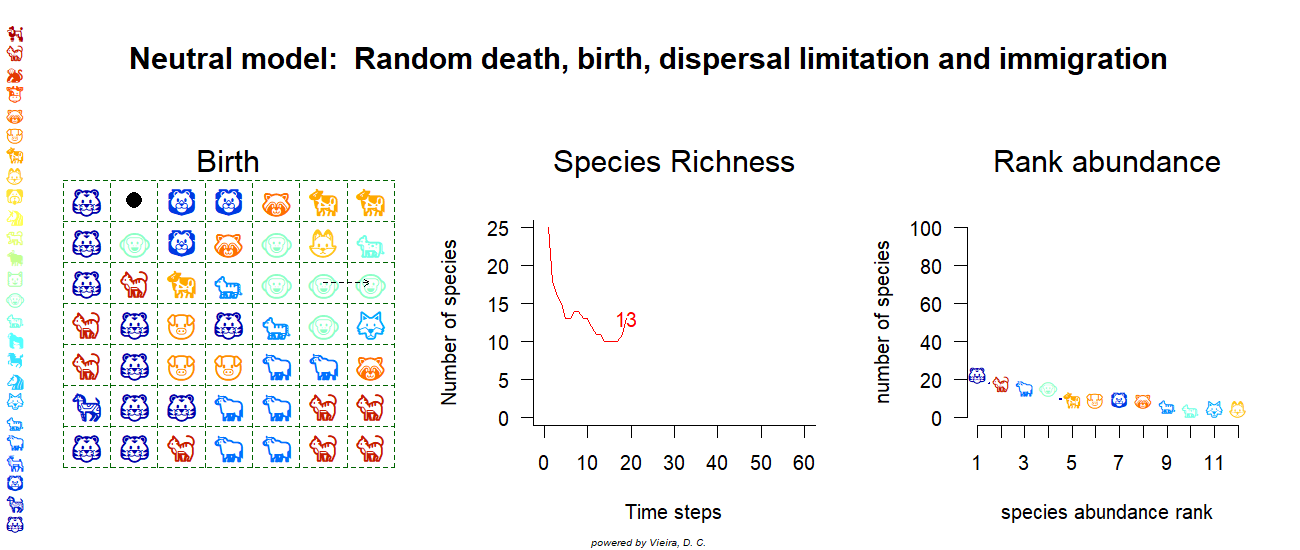 Neutral model:  Random death, birth, dispersal limitation and immigration
Birth
Species Richness
Number of species
25
20
15
10
5
0
13
0 10 20 30 40 50 60
Time steps
Rank abundance
number of species
100
80
60
40
20
0
1 3 5 7 9 11
species abundance rank
powered by Vieira, D. C.